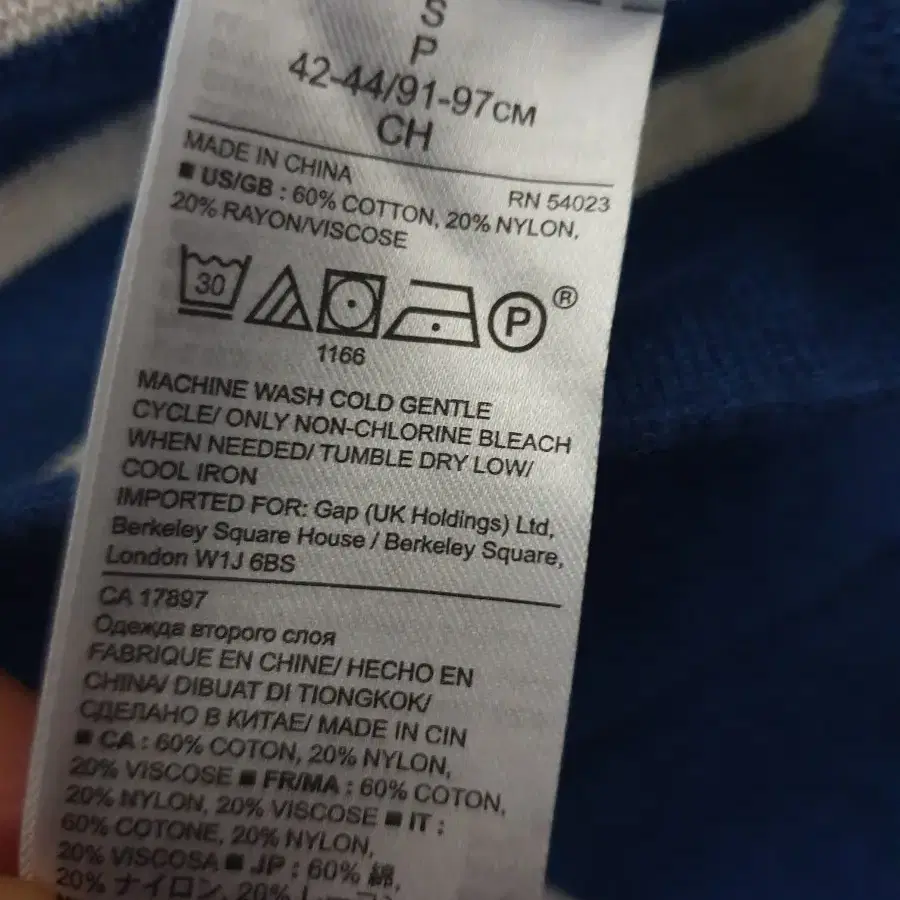 S
P
42-44/91-97CM
CH
MADE IN CHINA
RN 54023
■ US/GB : 60% COTTON, 20% NYLON,
20% RAYON/VISCOSE
30
P
®
1166
MACHINE WASH COLD GENTLE
CYCLE/ ONLY NON-CHLORINE BLEACH
WHEN NEEDED/ TUMBLE DRY LOW/
COOL IRON
IMPORTED FOR: Gap (UK Holdings) Ltd,
Berkeley Square House / Berkeley Square,
London W1J 6BS
CA 17897
Одежда второго слоя
FABRIQUE EN CHINE/ HECHO EN
CHINA/ DIBUAT DI TIONGKOK/
СДЕЛАНО В КИТАЕ/ MADE IN CIN
■ CA : 60% COTON, 20% NYLON,
20% VISCOSE ■ FR/MA : 60% COTON,
20% NYLON, 20% VISCOSE ■ IT :
60% COTONE, 20% NYLON,
20% VISCOSA ■ JP : 60% 綿,
20% ナイロン, 20%